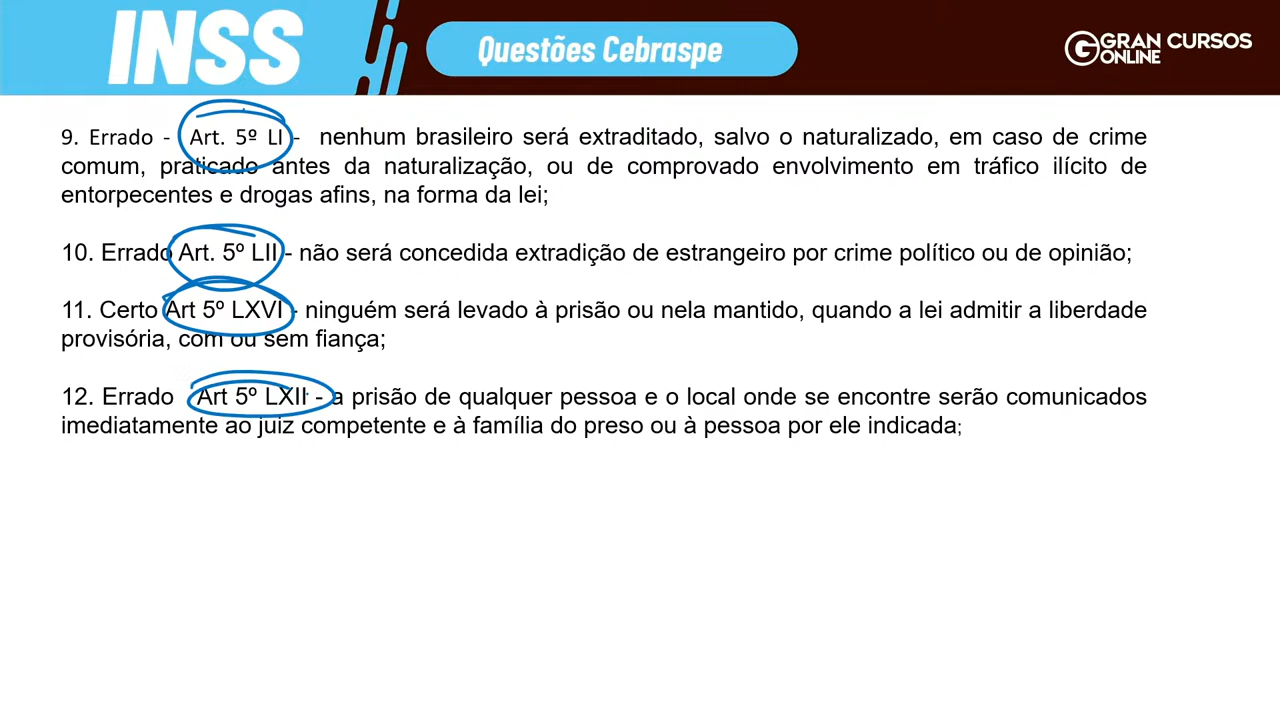 INSS
Questões Cebraspe
GRAN CURSOS
ONLINE
9. Errado - Art. 5º LI - nenhum brasileiro será extraditado, salvo o naturalizado, em caso de crime
comum, praticado antes da naturalização, ou de comprovado envolvimento em tráfico ilícito de
entorpecentes e drogas afins, na forma da lei;
10. Errado Art. 5º LII - não será concedida extradição de estrangeiro por crime político ou de opinião;
11. Certo Art 5º LXVI - ninguém será levado à prisão ou nela mantido, quando a lei admitir a liberdade
provisória, com ou sem fiança;
12. Errado Art 5º LXII - a prisão de qualquer pessoa e o local onde se encontre serão comunicados
imediatamente ao juiz competente e à família do preso ou à pessoa por ele indicada;